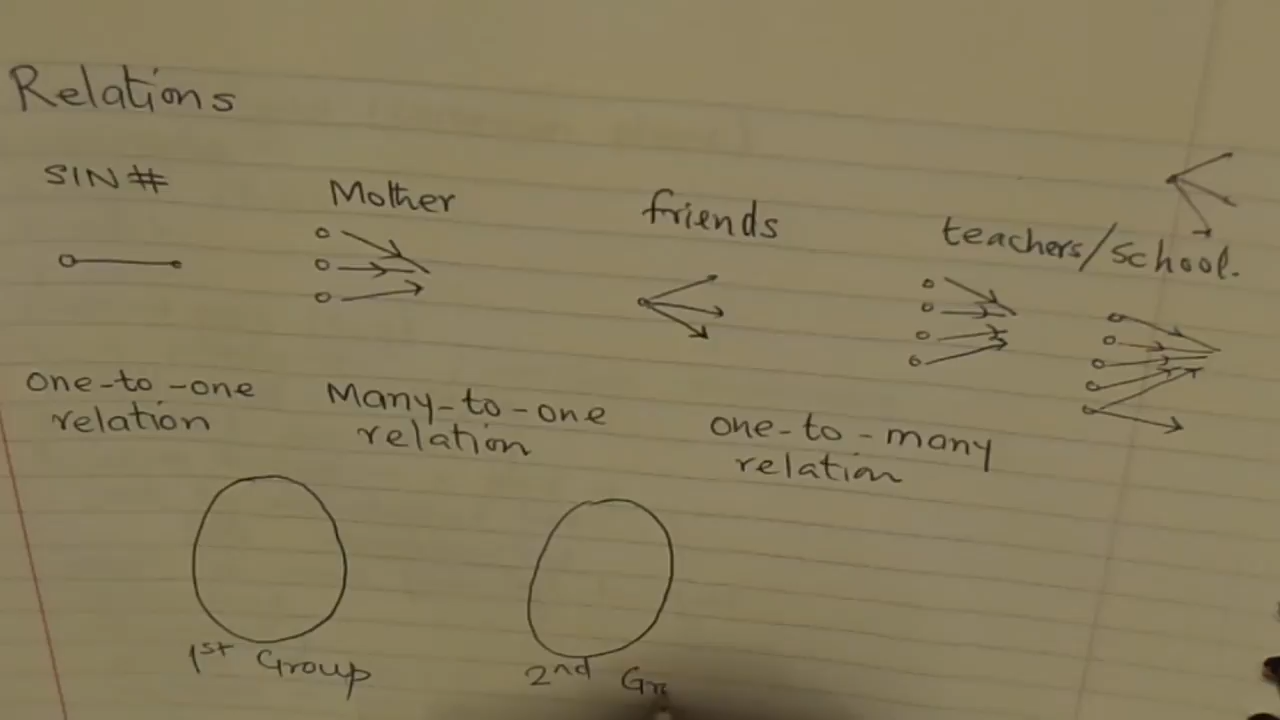 Relations
SIN#
Mother
friends
teachers/school.
one-to-one
relation
Many-to-one
relation
one-to-many
relation
1st Group
2nd Gr